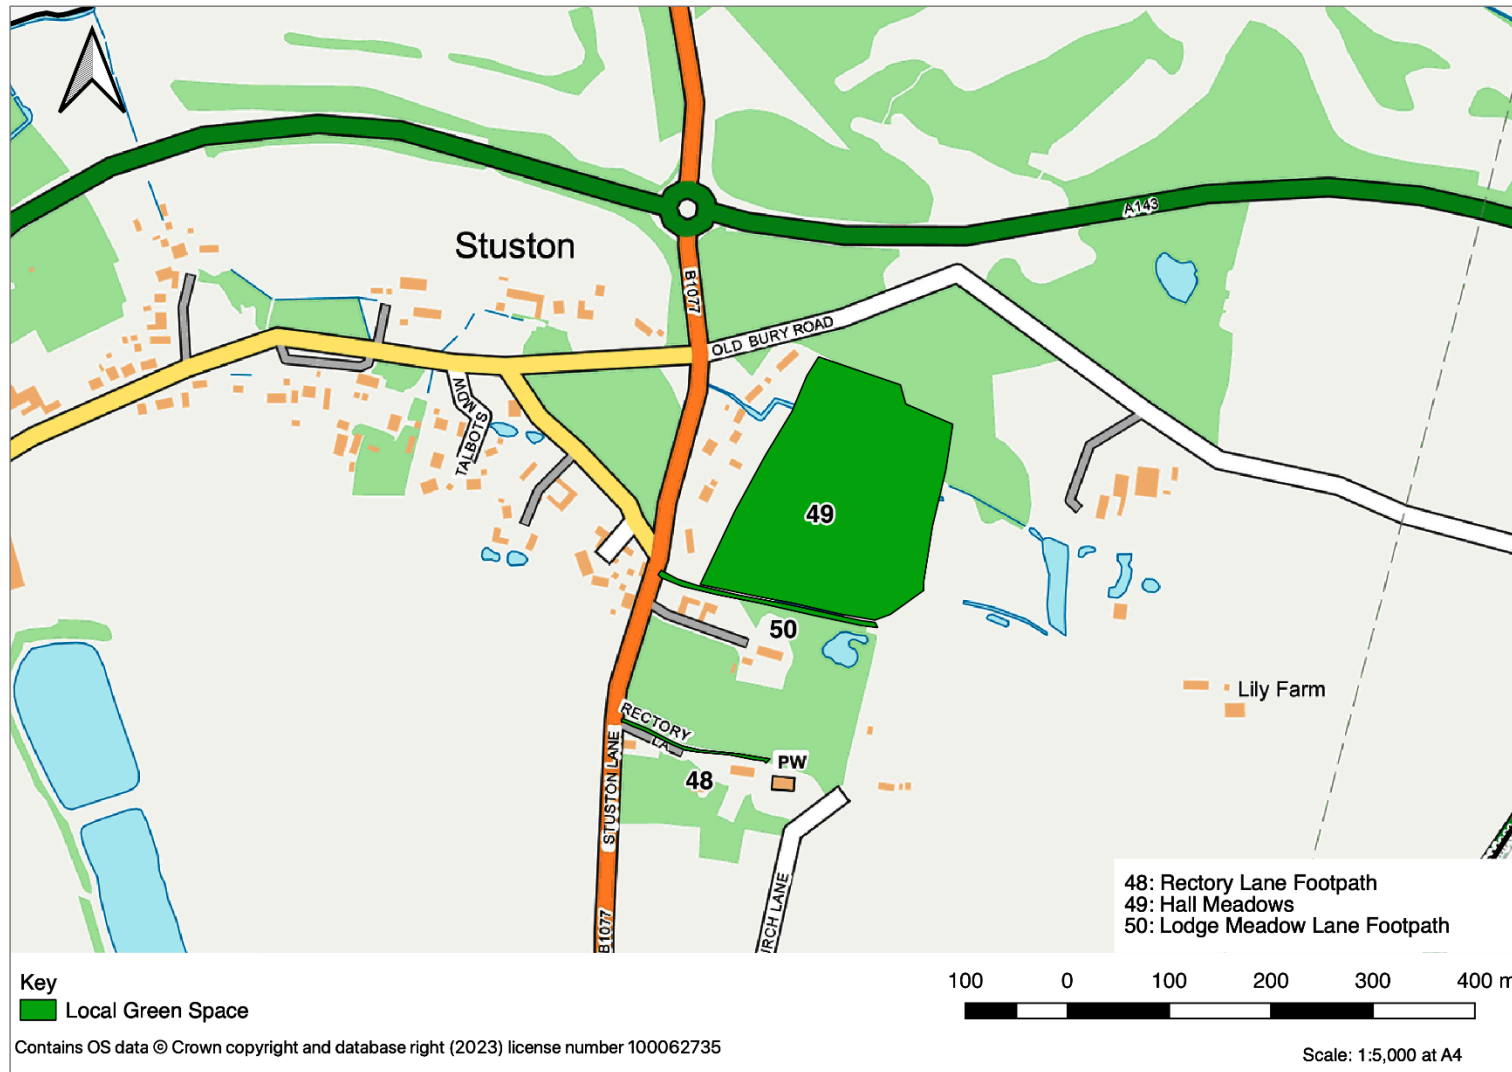 A143
Stuston
B1077
OLD BURY ROAD
TALBOTS MDW
49
50
RECTORY
LA
PW
48
STUSTON LANE
Lily Farm
IRCH LANE
B1077
48: Rectory Lane Footpath
49: Hall Meadows
50: Lodge Meadow Lane Footpath
Key
Local Green Space
100 0 100 200 300 400 m
Contains OS data © Crown copyright and database right (2023) license number 100062735
Scale: 1:5,000 at A4